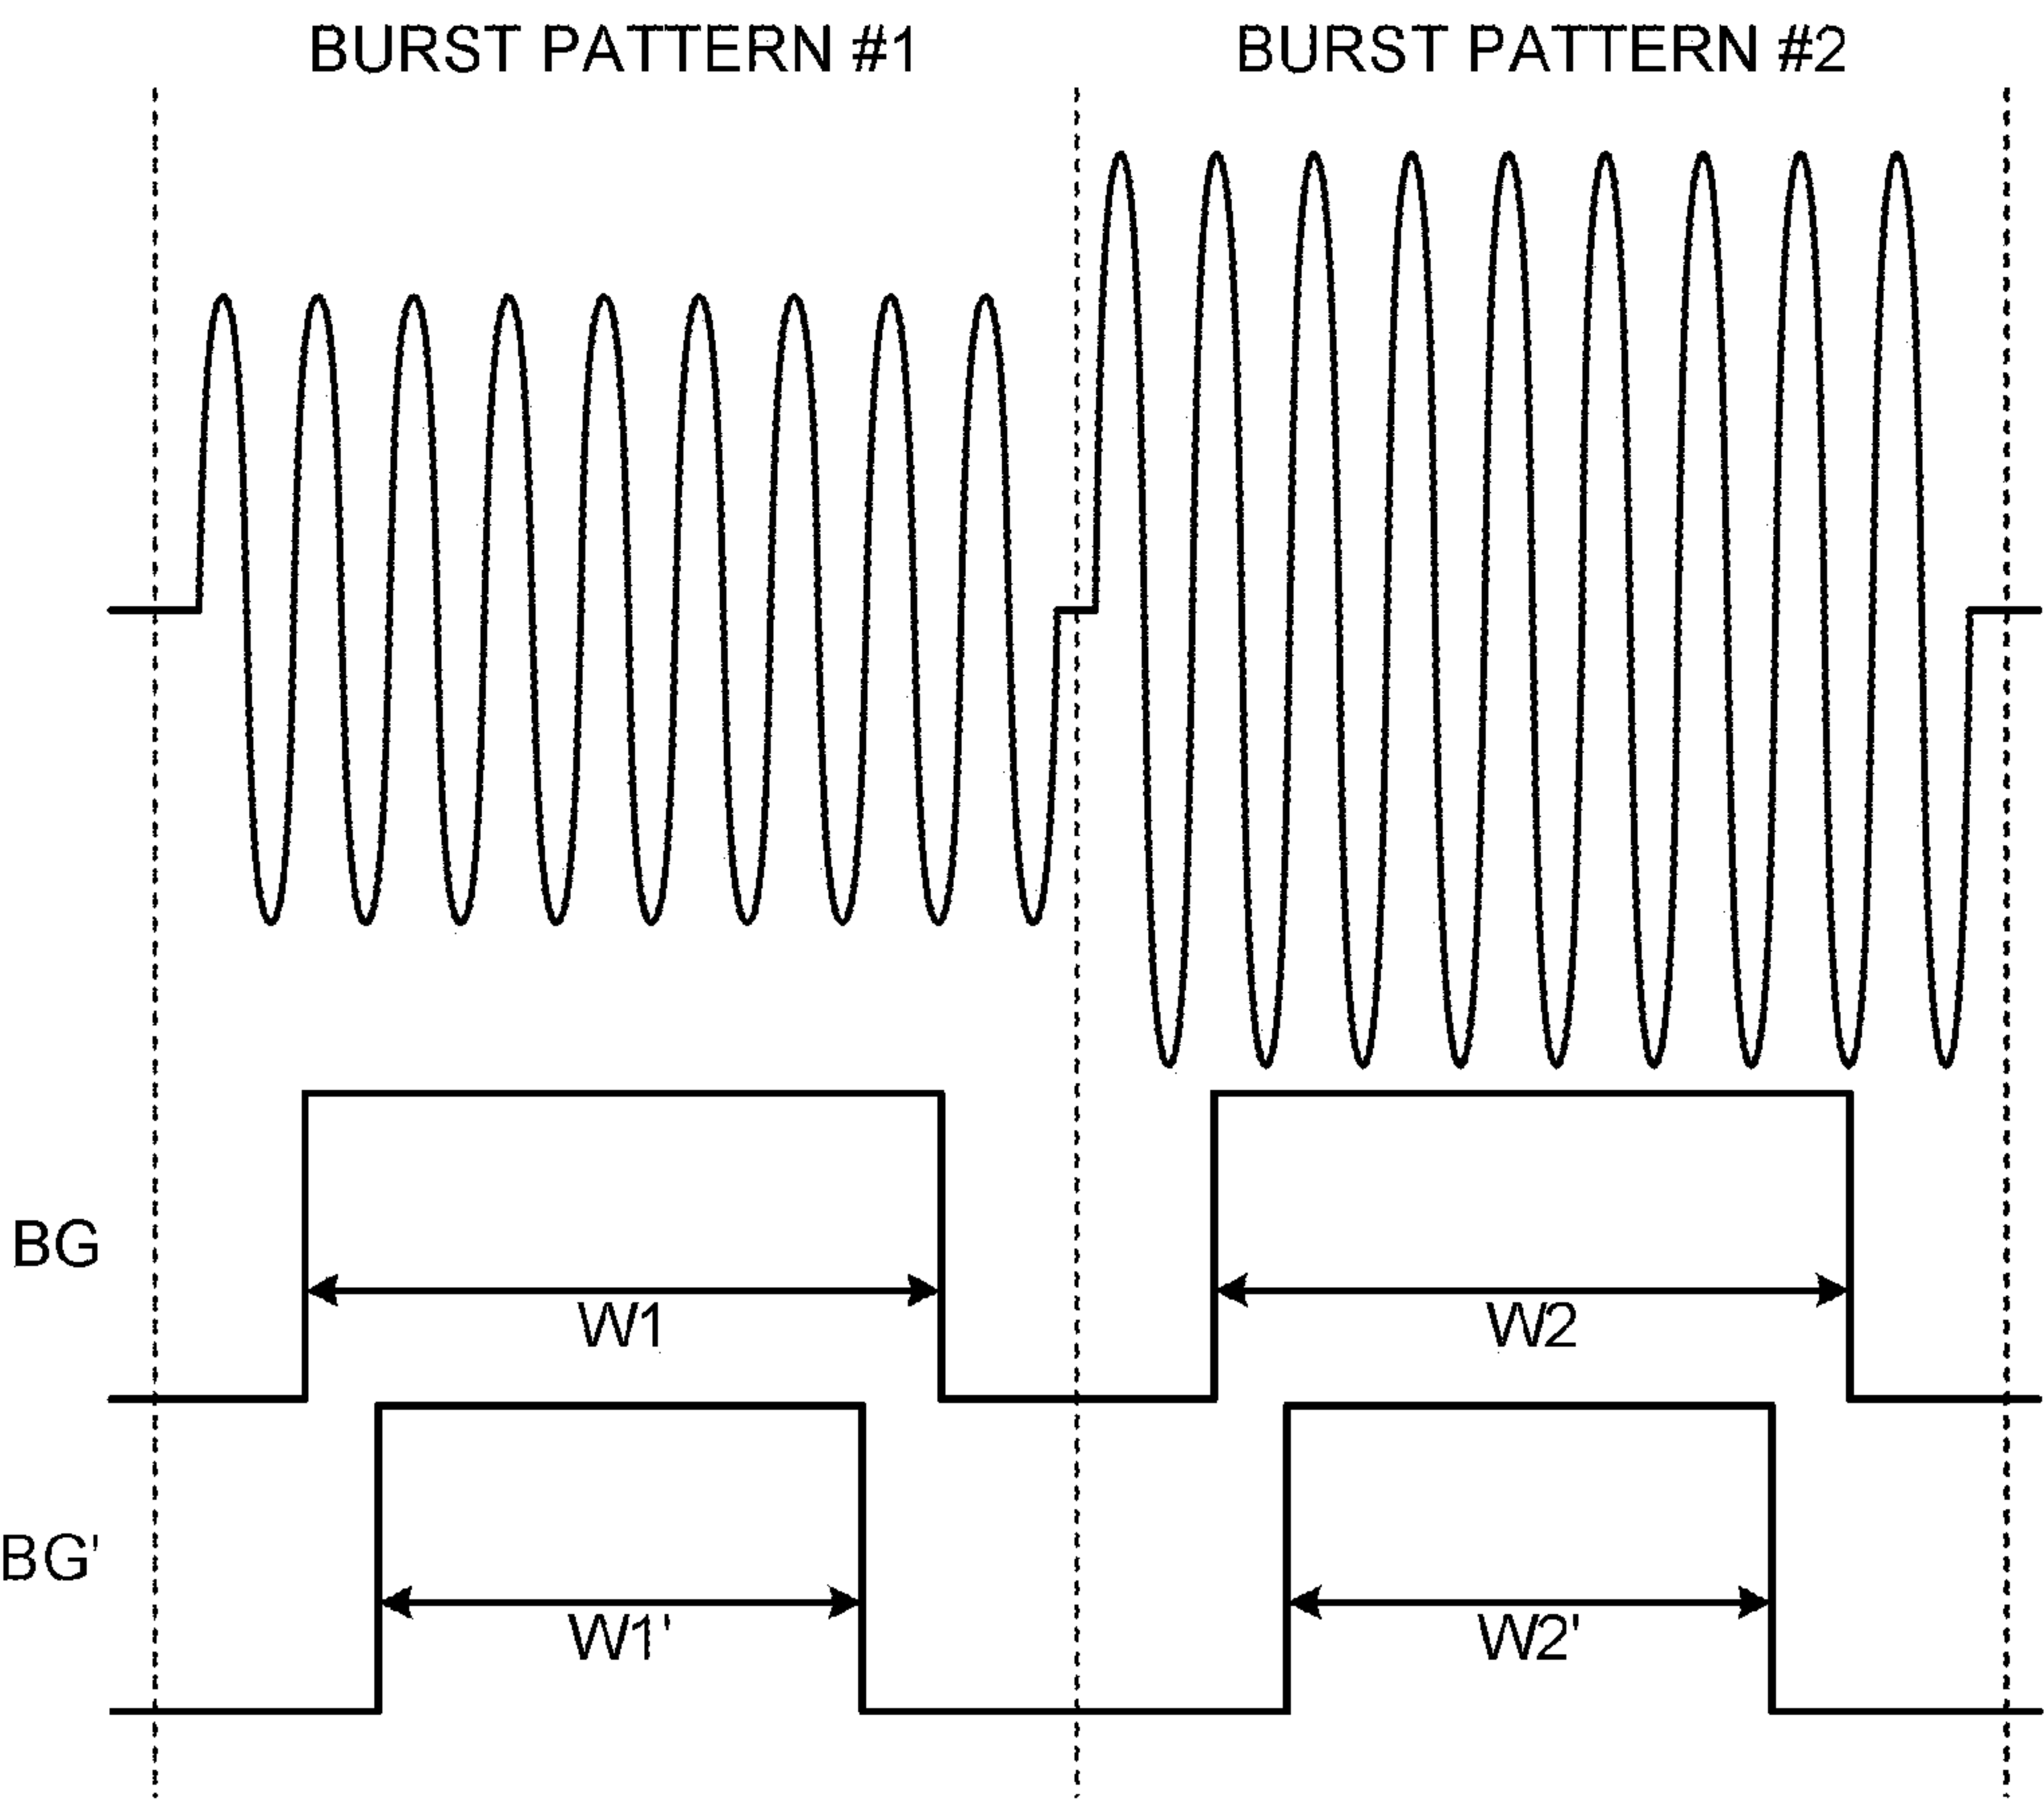 BURST PATTERN #1
BURST PATTERN #2
BG
W1
W2
BG'
W1'
W2'